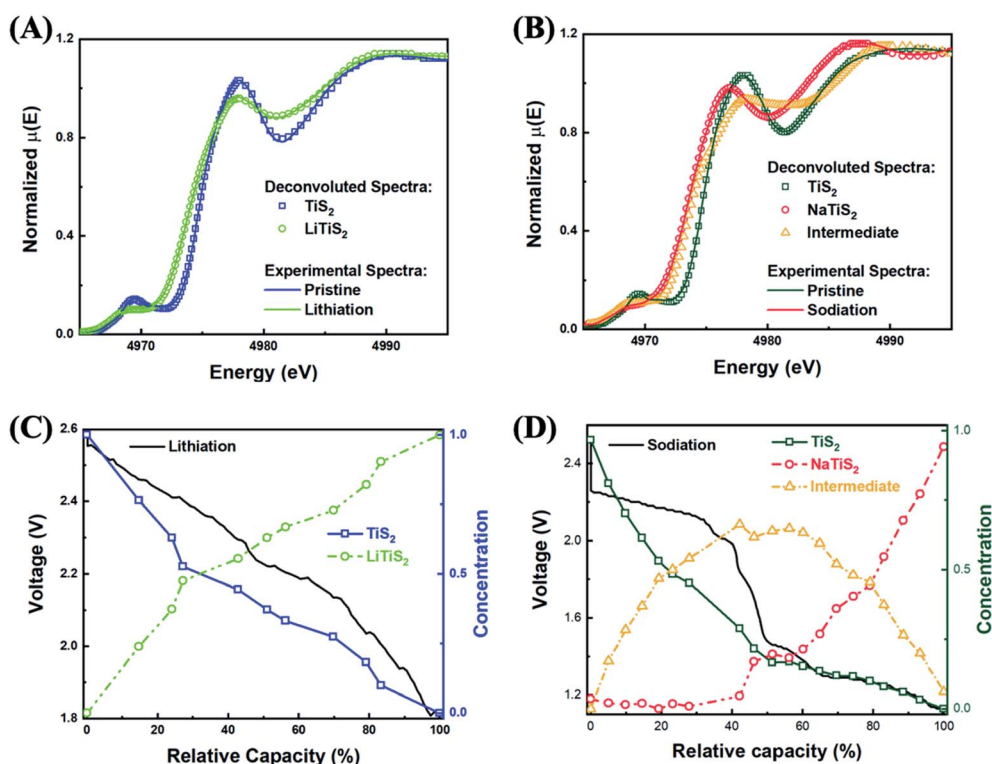 (A)
1.2
0.8
0.4
0.0
Normalized μ(E)
Deconvoluted Spectra:
TiS2
LiTiS2
Experimental Spectra:
Pristine
Lithiation
4970 4980 4990
Energy (eV)
(B)
1.2
0.8
0.4
0.0
Normalized μ(E)
Deconvoluted Spectra:
TiS2
NaTiS2
Intermediate
Experimental Spectra:
Pristine
Sodiation
4970 4980 4990
Energy (eV)
(C)
2.6
2.4
2.2
2.0
1.8
Voltage (V)
Lithiation
TiS2
LiTiS2
1.0
0.5
0.0
Concentration
0 20 40 60 80 100
Relative Capacity (%)
(D)
2.4
2.0
1.6
1.2
Voltage (V)
Sodiation
TiS2
NaTiS2
Intermediate
1.0
0.5
0.0
Concentration
0 20 40 60 80 100
Relative capacity (%)